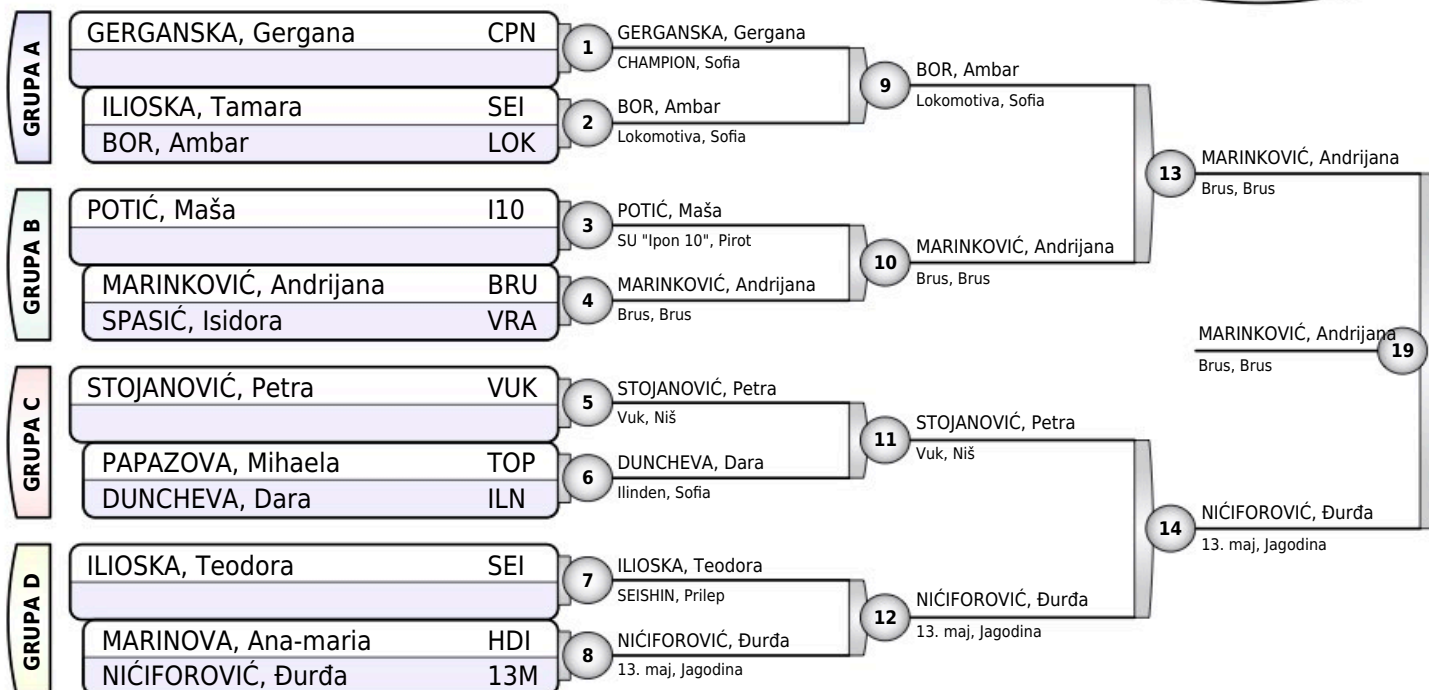 GRUPA A
GERGANSKA, Gergana CPN
ILIOSKA, Tamara SEI
BOR, Ambar LOK
GRUPA B
POTIĆ, Maša I10
MARINKOVIĆ, Andrijana BRU
SPASIĆ, Isidora VRA
GRUPA C
STOJANOVIĆ, Petra VUK
PAPAZOVA, Mihaela TOP
DUNCHEVA, Dara ILN
GRUPA D
ILIOSKA, Teodora SEI
MARINOVA, Ana-maria HDI
NIĆIFOROVIĆ, Đurđa 13M
1
GERGANSKA, Gergana
CHAMPION, Sofia
2
BOR, Ambar
Lokomotiva, Sofia
3
POTIĆ, Maša
SU "Ipon 10", Pirot
4
MARINKOVIĆ, Andrijana
Brus, Brus
5
STOJANOVIĆ, Petra
Vuk, Niš
6
DUNCHEVA, Dara
Ilinden, Sofia
7
ILIOSKA, Teodora
SEISHIN, Prilep
8
NIĆIFOROVIĆ, Đurđa
13. maj, Jagodina
9
BOR, Ambar
Lokomotiva, Sofia
10
MARINKOVIĆ, Andrijana
Brus, Brus
11
STOJANOVIĆ, Petra
Vuk, Niš
12
NIĆIFOROVIĆ, Đurđa
13. maj, Jagodina
13
MARINKOVIĆ, Andrijana
Brus, Brus
14
NIĆIFOROVIĆ, Đurđa
13. maj, Jagodina
MARINKOVIĆ, Andrijana
19
Brus, Brus